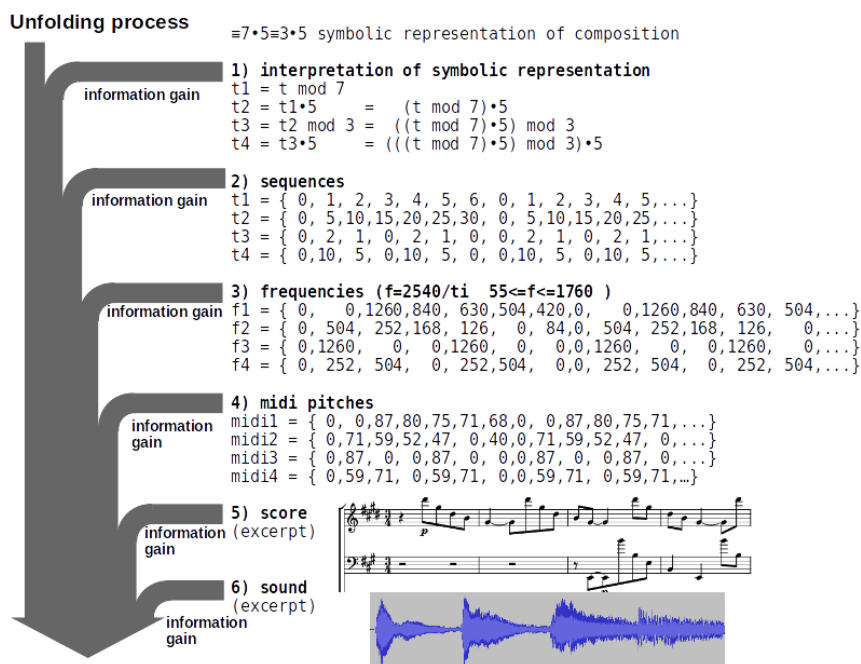 Unfolding process
≡7•5≡3•5 symbolic representation of composition
1) interpretation of symbolic representation
information gain
t1 = t mod 7
t2 = t1•5     =   (t mod 7)•5
t3 = t2 mod 3 =  ((t mod 7)•5) mod 3
t4 = t3•5     = (((t mod 7)•5) mod 3)•5
2) sequences
information gain
t1 = { 0, 1, 2, 3, 4, 5, 6, 0, 1, 2, 3, 4, 5,...}
t2 = { 0, 5,10,15,20,25,30, 0, 5,10,15,20,25,...}
t3 = { 0, 2, 1, 0, 2, 1, 0, 0, 2, 1, 0, 2, 1,...}
t4 = { 0,10, 5, 0,10, 5, 0, 0,10, 5, 0,10, 5,...}
3) frequencies (f=2540/ti  55<=f<=1760 )
information gain
f1 = { 0,   0,1260,840, 630,504,420,0,   0,1260,840, 630, 504,...}
f2 = { 0, 504, 252,168, 126,  0, 84,0, 504, 252,168, 126,   0,...}
f3 = { 0,1260,   0,  0,1260,  0,  0,0,1260,   0,  0,1260,   0,...}
f4 = { 0, 252, 504,  0, 252,504,  0,0, 252, 504,  0, 252, 504,...}
4) midi pitches
information
gain
midi1 = { 0, 0,87,80,75,71,68,0, 0,87,80,75,71,...}
midi2 = { 0,71,59,52,47, 0,40,0,71,59,52,47, 0,...}
midi3 = { 0,87, 0, 0,87, 0, 0,0,87, 0, 0,87, 0,...}
midi4 = { 0,59,71, 0,59,71, 0,0,59,71, 0,59,71,…}
5) score
(excerpt)
information
gain
p
p
6) sound
(excerpt)
information
gain